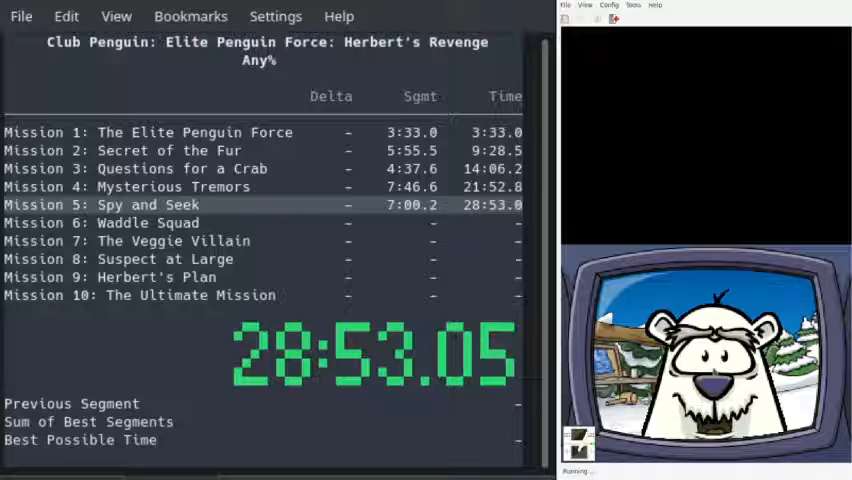 File Edit View Bookmarks Settings Help
File View Config Tools Help
Club Penguin: Elite Penguin Force: Herbert's Revenge
Any%
Delta Sgmt Time
Mission 1: The Elite Penguin Force – 3:33.0 3:33.0
Mission 2: Secret of the Fur – 5:55.5 9:28.5
Mission 3: Questions for a Crab – 4:37.6 14:06.2
Mission 4: Mysterious Tremors – 7:46.6 21:52.8
Mission 5: Spy and Seek – 7:00.2 28:53.0
Mission 6: Waddle Squad – – –
Mission 7: The Veggie Villain – – –
Mission 8: Suspect at Large – – –
Mission 9: Herbert's Plan – – –
Mission 10: The Ultimate Mission – – –
28:53.05
Previous Segment –
Sum of Best Segments –
Best Possible Time –
Running...